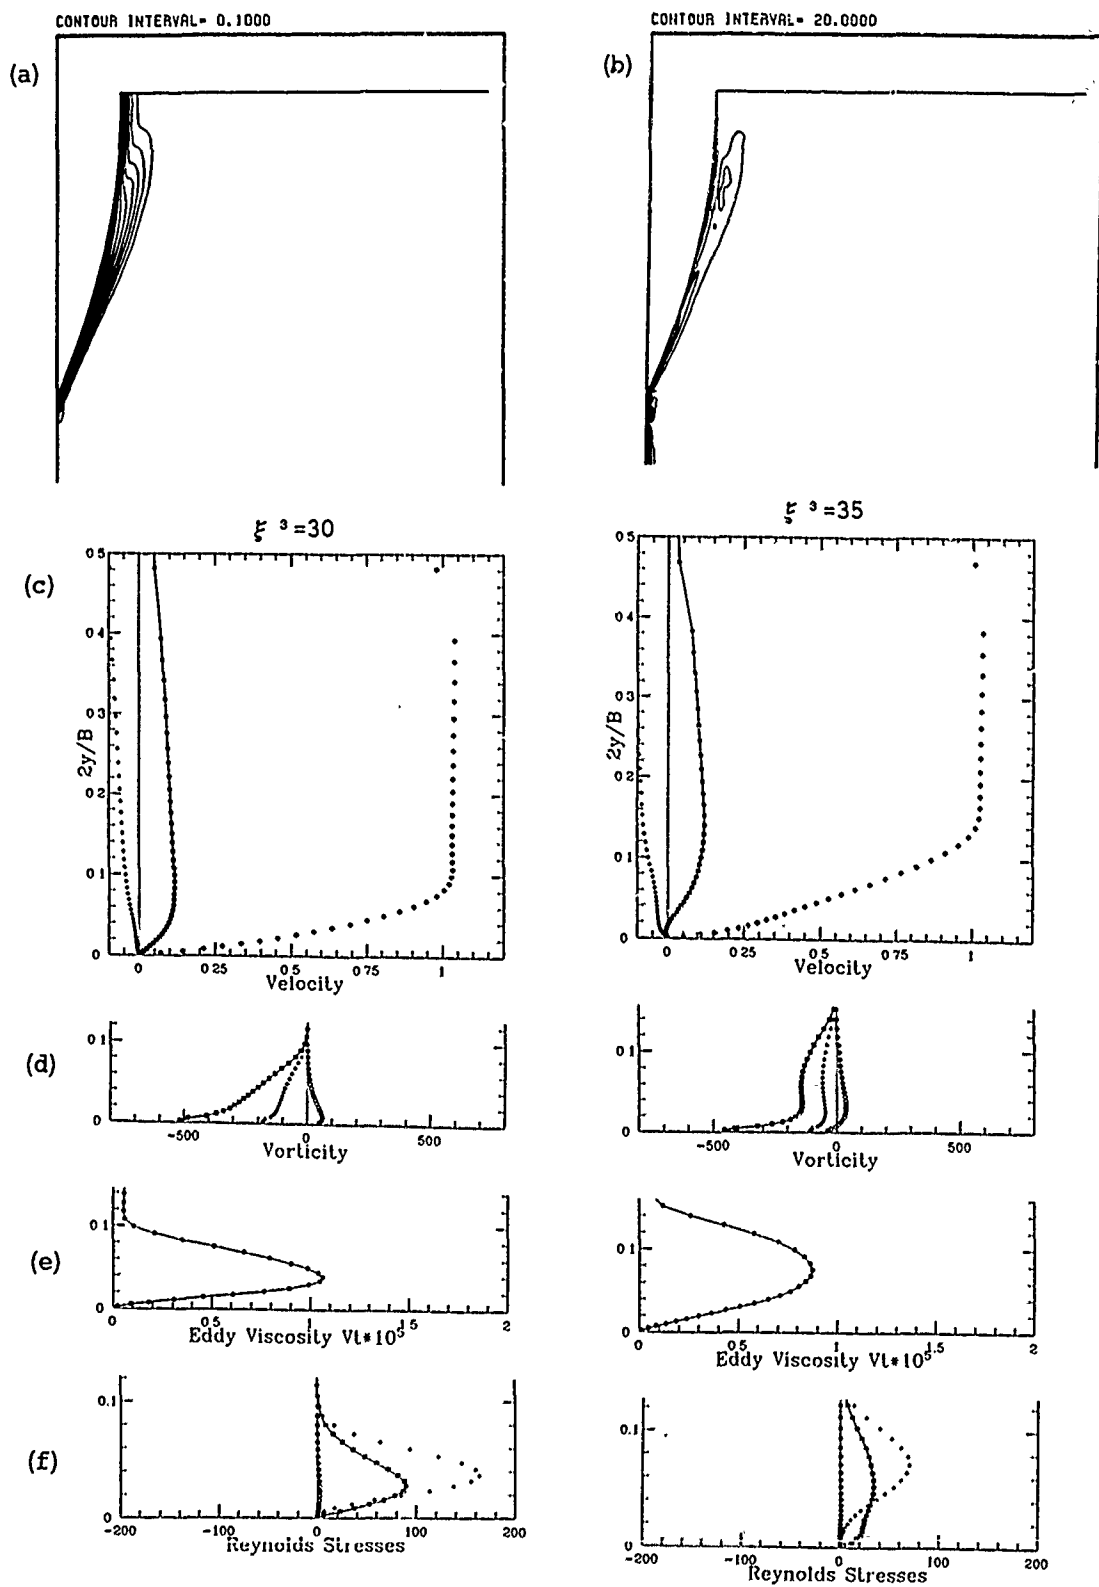 CONTOUR INTERVAL= 0.1000
CONTOUR INTERVAL= 20.0000
(a)
(b)
ξ 3 =30
ξ 3 =35
(c)
0 5
0 4
0 3
0 2
0 1
0
2y/B
0 0 25 0 5 0 75 1
Velocity
0 5
0 4
0 3
0 2
0 1
0
2y/B
0 0 25 0 5 0 75 1
Velocity
(d)
0 1
0
-500 0 500
Vorticity
0 1
0
-500 0 500
Vorticity
(e)
0 1
0
0 0 5 1 1 5 2
Eddy Viscosity Vt*10^5
0 1
0
0 0 5 1 1.5 2
Eddy Viscosity Vt*10^5
(f)
0.1
0
-200 -100 0 100 200
Reynolds Stresses
0.1
0
-200 -100 0 100 200
Reynolds Stresses